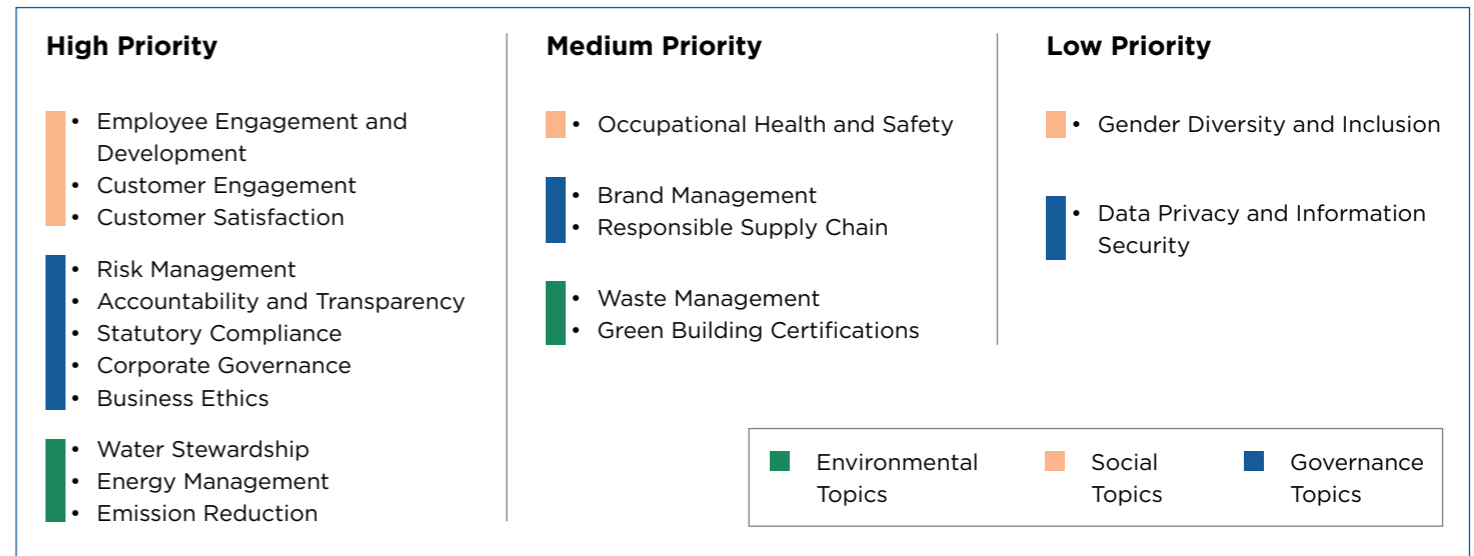 High Priority
• Employee Engagement and
Development
• Customer Engagement
• Customer Satisfaction
• Risk Management
• Accountability and Transparency
• Statutory Compliance
• Corporate Governance
• Business Ethics
• Water Stewardship
• Energy Management
• Emission Reduction
Medium Priority
• Occupational Health and Safety
• Brand Management
• Responsible Supply Chain
• Waste Management
• Green Building Certifications
Low Priority
• Gender Diversity and Inclusion
• Data Privacy and Information
Security
Environmental
Topics
Social
Topics
Governance
Topics